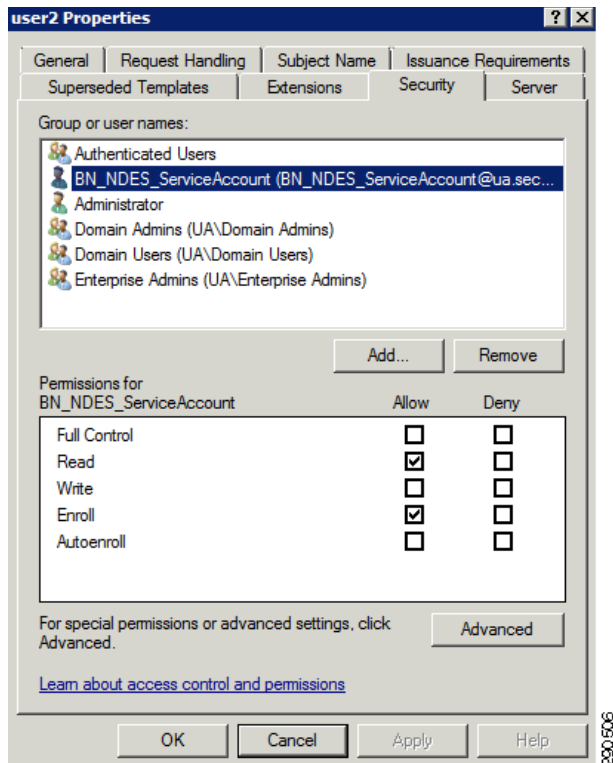 user2 Properties
General Request Handling Subject Name Issuance Requirements
Superseded Templates Extensions Security Server
Group or user names:
Authenticated Users
BN_NDES_ServiceAccount (BN_NDES_ServiceAccount@ua.sec...
Administrator
Domain Admins (UA\Domain Admins)
Domain Users (UA\Domain Users)
Enterprise Admins (UA\Enterprise Admins)
Add... Remove
Permissions for
BN_NDES_ServiceAccount Allow Deny
Full Control
Read
Write
Enroll
Autoenroll
For special permissions or advanced settings, click
Advanced.
Advanced
Learn about access control and permissions
OK Cancel Apply Help
390506